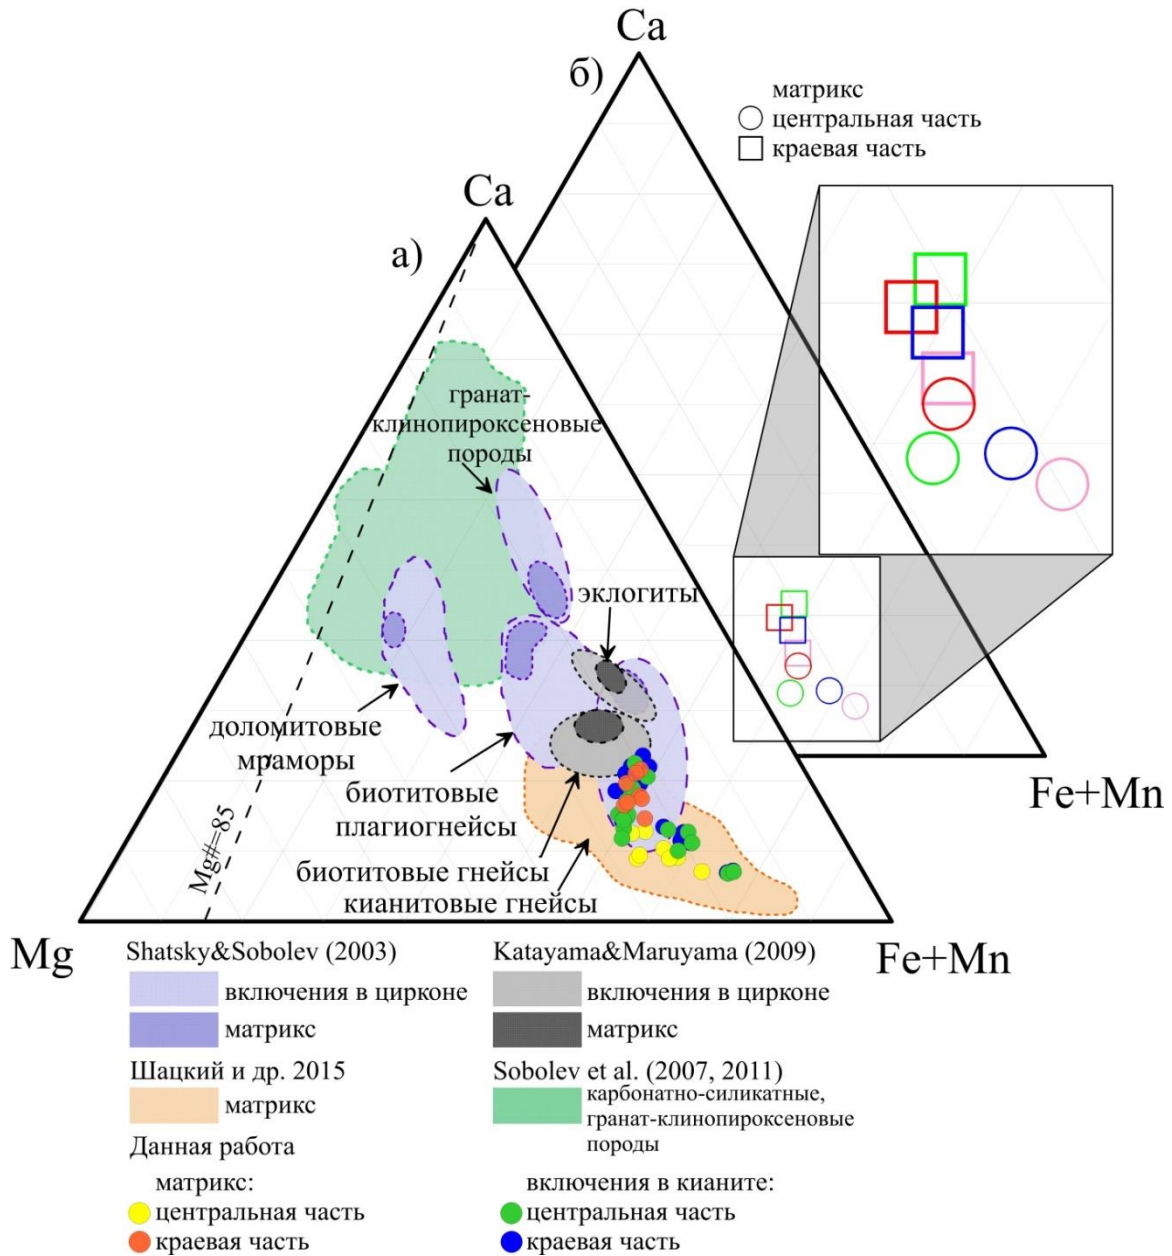 Ca
б)
матрикс
центральная часть
краевая часть
Ca
а)
гранат-
клинопироксеновые
породы
эклогиты
доломитовые
мраморы
биотитовые
плагиогнейсы
биотитовые гнейсы
кианитовые гнейсы
Mg#=85
Fe+Mn
Mg
Fe+Mn
Shatsky&Sobolev (2003)
включения в цирконе
матрикс
Шацкий и др. 2015
матрикс
Данная работа
матрикс:
центральная часть
краевая часть
Katayama&Maruyama (2009)
включения в цирконе
матрикс
Sobolev et al. (2007, 2011)
карбонатно-силикатные,
гранат-клинопироксеновые
породы
включения в кианите:
центральная часть
краевая часть